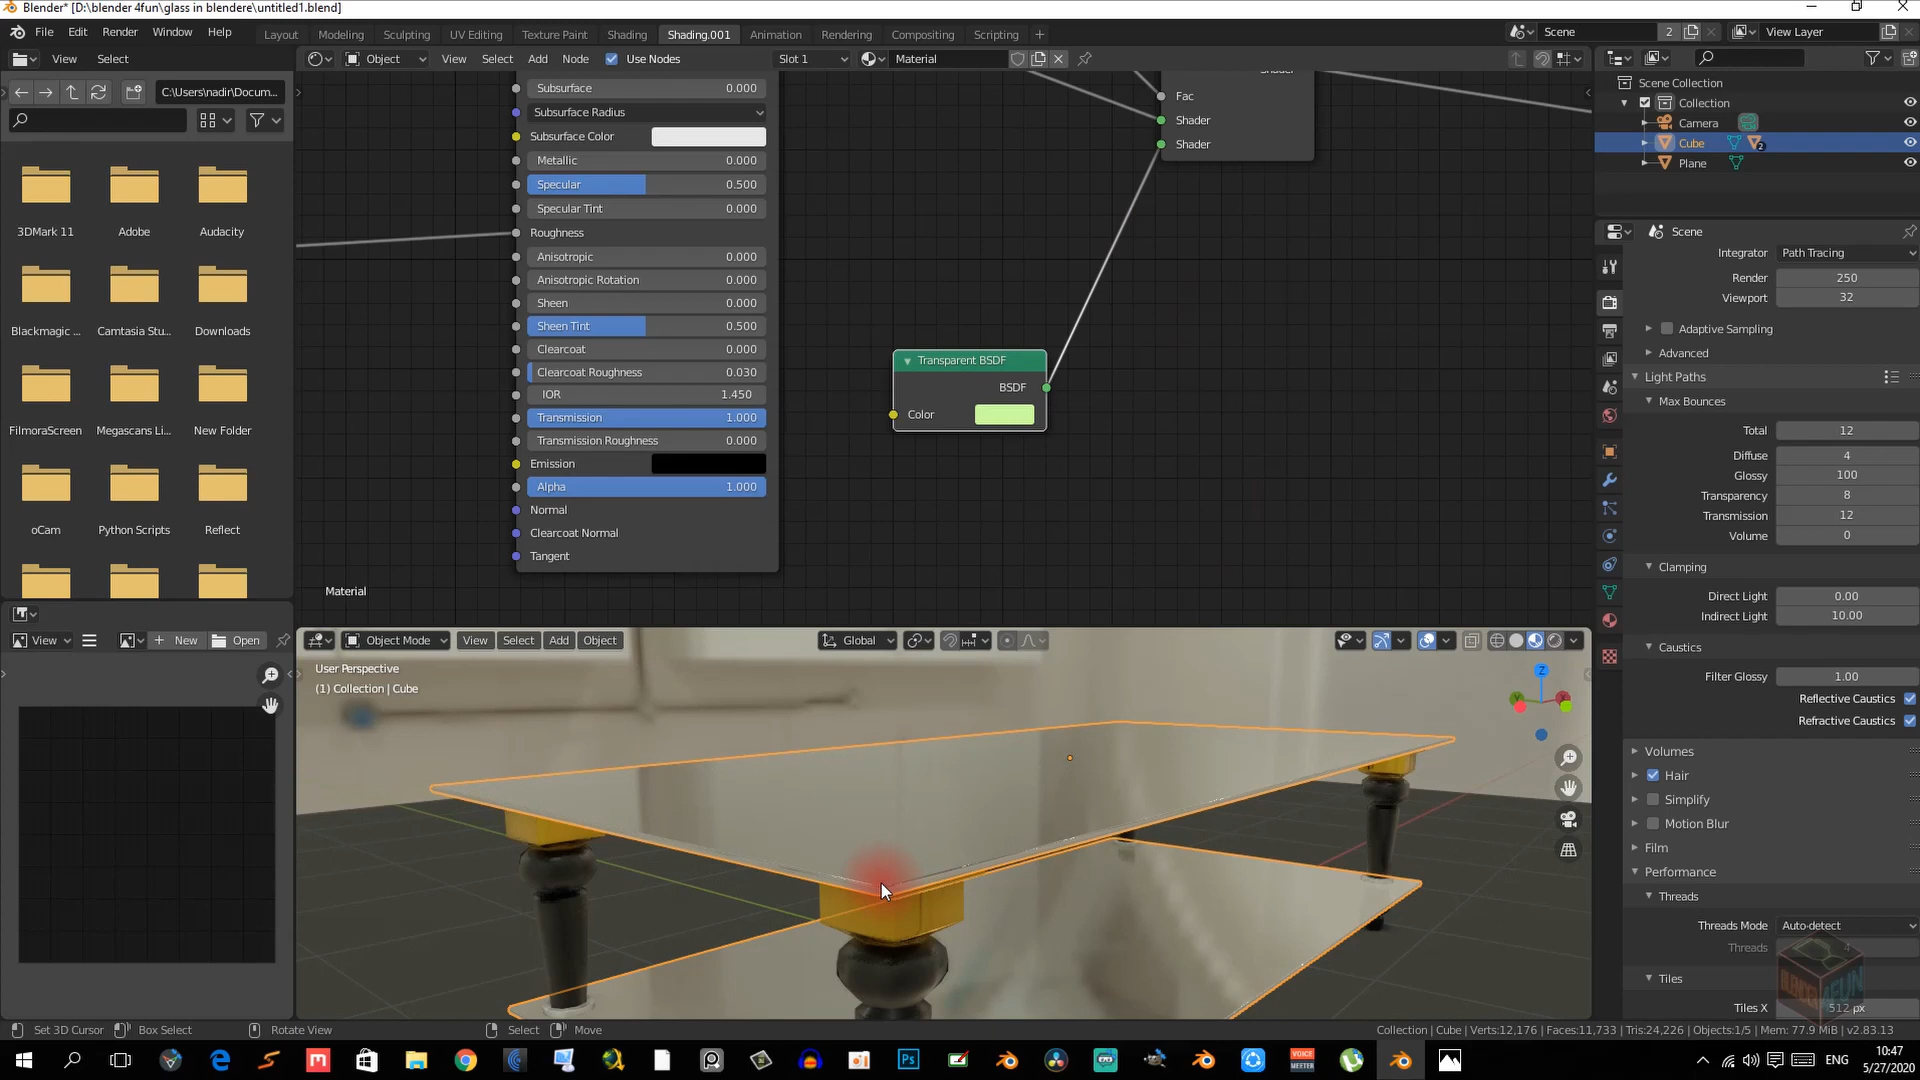 Blender* [D:\blender 4fun\glass in blendere\untitled1.blend]
File Edit Render Window Help Layout Modeling Sculpting UV Editing Texture Paint Shading Shading.001 Animation Rendering Compositing Scripting + Scene 2 View Layer
View Select Object View Select Add Node Use Nodes Slot 1 Material
C:\Users\nadir\Docum...
3DMark 11 Adobe Audacity
Blackmagic ... Camtasia Stu... Downloads
FilmoraScreen Megascans Li... New Folder
oCam Python Scripts Reflect
Subsurface 0.000
Subsurface Radius
Subsurface Color
Metallic 0.000
Specular 0.500
Specular Tint 0.000
Roughness
Anisotropic 0.000
Anisotropic Rotation 0.000
Sheen 0.000
Sheen Tint 0.500
Clearcoat 0.000
Clearcoat Roughness 0.030
IOR 1.450
Transmission 1.000
Transmission Roughness 0.000
Emission
Alpha 1.000
Normal
Clearcoat Normal
Tangent
Material
Shader
Fac
Shader
Shader
Transparent BSDF
BSDF
Color
Scene Collection
Collection
Camera
Cube 2
Plane
Scene
Integrator Path Tracing
Render 250
Viewport 32
Adaptive Sampling
Advanced
Light Paths
Max Bounces
Total 12
Diffuse 4
Glossy 100
Transparency 8
Transmission 12
Volume 0
Clamping
Direct Light 0.00
Indirect Light 10.00
Caustics
Filter Glossy 1.00
Reflective Caustics
Refractive Caustics
Volumes
Hair
Simplify
Motion Blur
Film
Performance
Threads
Threads Mode Auto-detect
Threads 4
Tiles
Tiles X 512 px
View + New Open
Object Mode View Select Add Object Global
User Perspective
(1) Collection | Cube
Z
Set 3D Cursor Box Select Rotate View Select Move Collection | Cube | Verts:12,176 | Faces:11,733 | Tris:24,226 | Objects:1/5 | Mem: 77.9 MiB | v2.83.13
ENG 10:47
5/27/2020